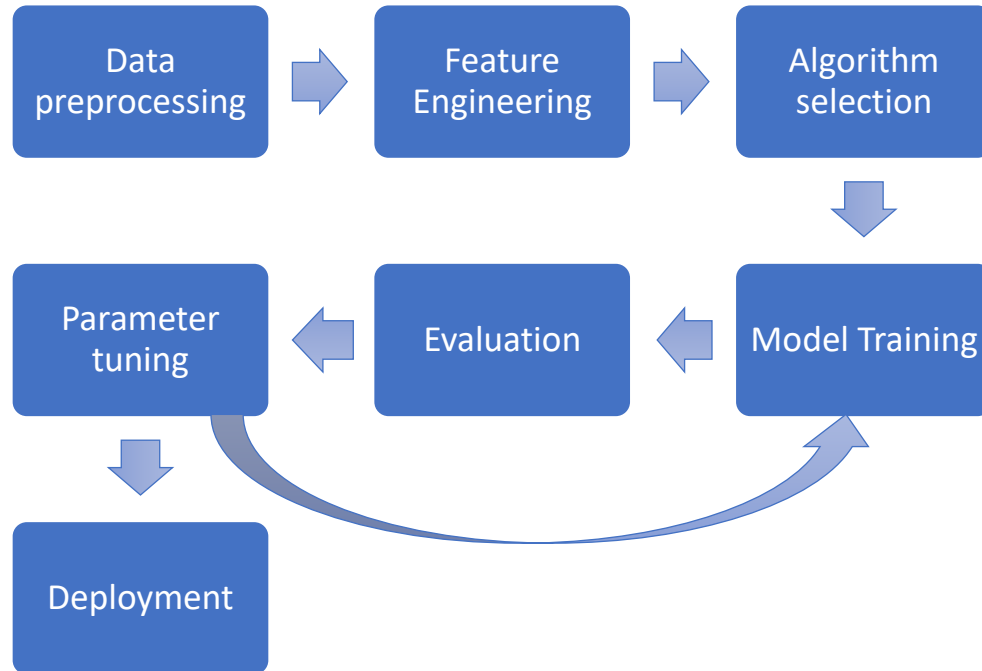 Data
preprocessing
Feature
Engineering
Algorithm
selection
Model Training
Evaluation
Parameter
tuning
Deployment